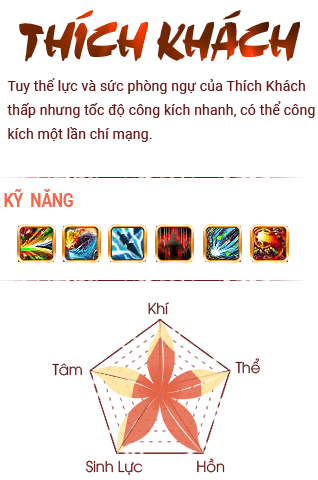 THÍCH KHÁCH
Tuy thế lực và sức phòng ngự của Thích Khách
thấp nhưng tốc độ công kích nhanh, có thể công
kích một lần chí mạng.
KỸ NĂNG
Khí
Tâm
Thể
Sinh Lực
Hồn